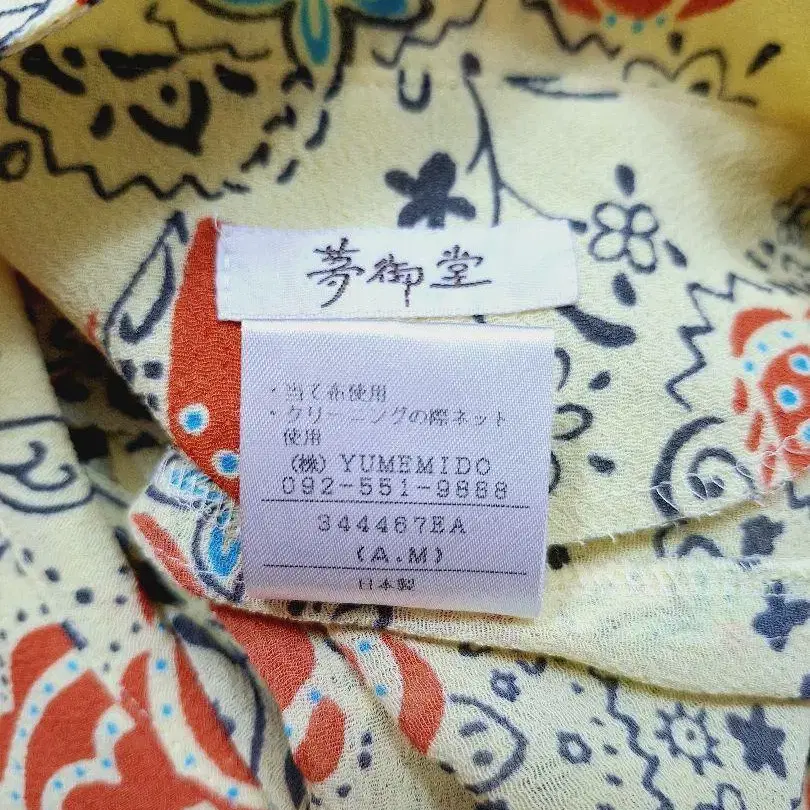 夢御堂
・当て布使用
・クリーニングの際ネット
使用
(株) YUMEMIDO
092-551-9888
344467EA
(A.M)
日本製